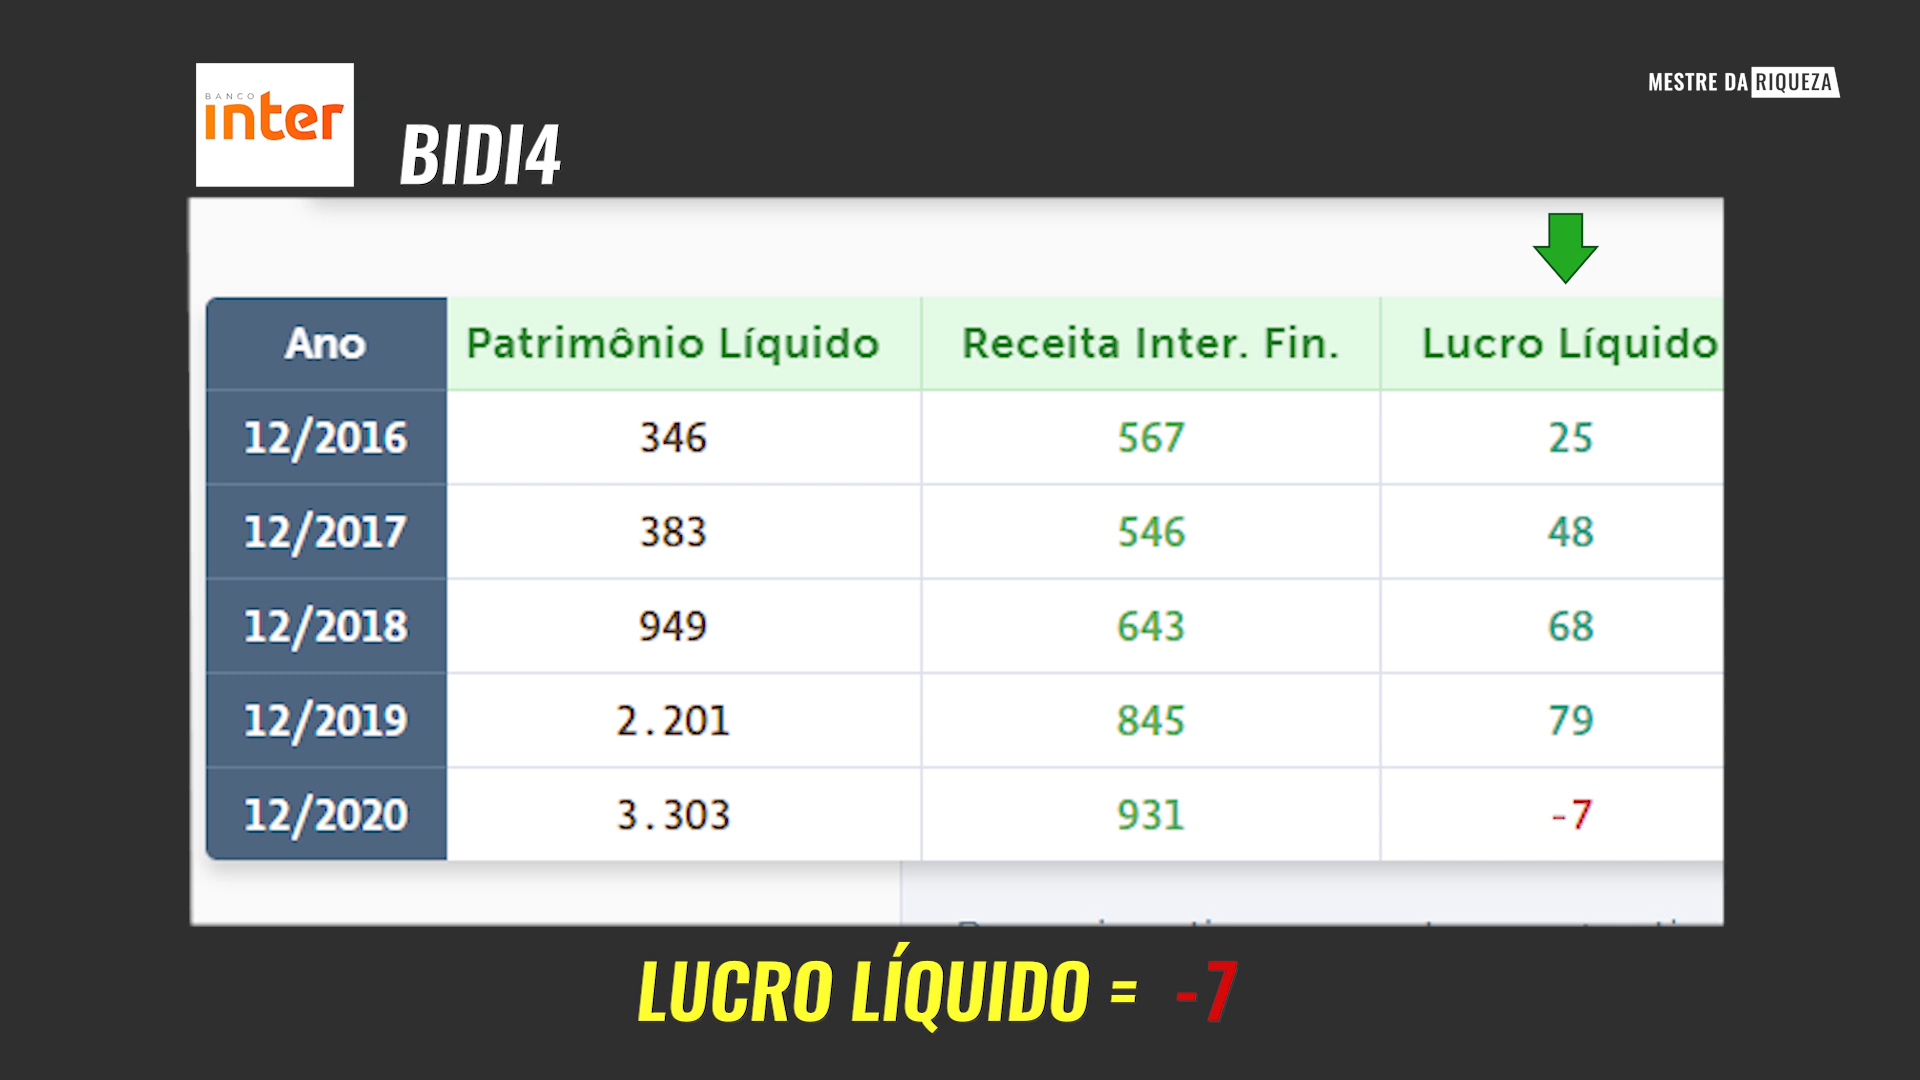 BANCO
inter
BIDI4
MESTRE DA RIQUEZA
Ano Patrimônio Líquido Receita Inter. Fin. Lucro Líquido
12/2016 346 567 25
12/2017 383 546 48
12/2018 949 643 68
12/2019 2.201 845 79
12/2020 3.303 931 -7
LUCRO LÍQUIDO = -7